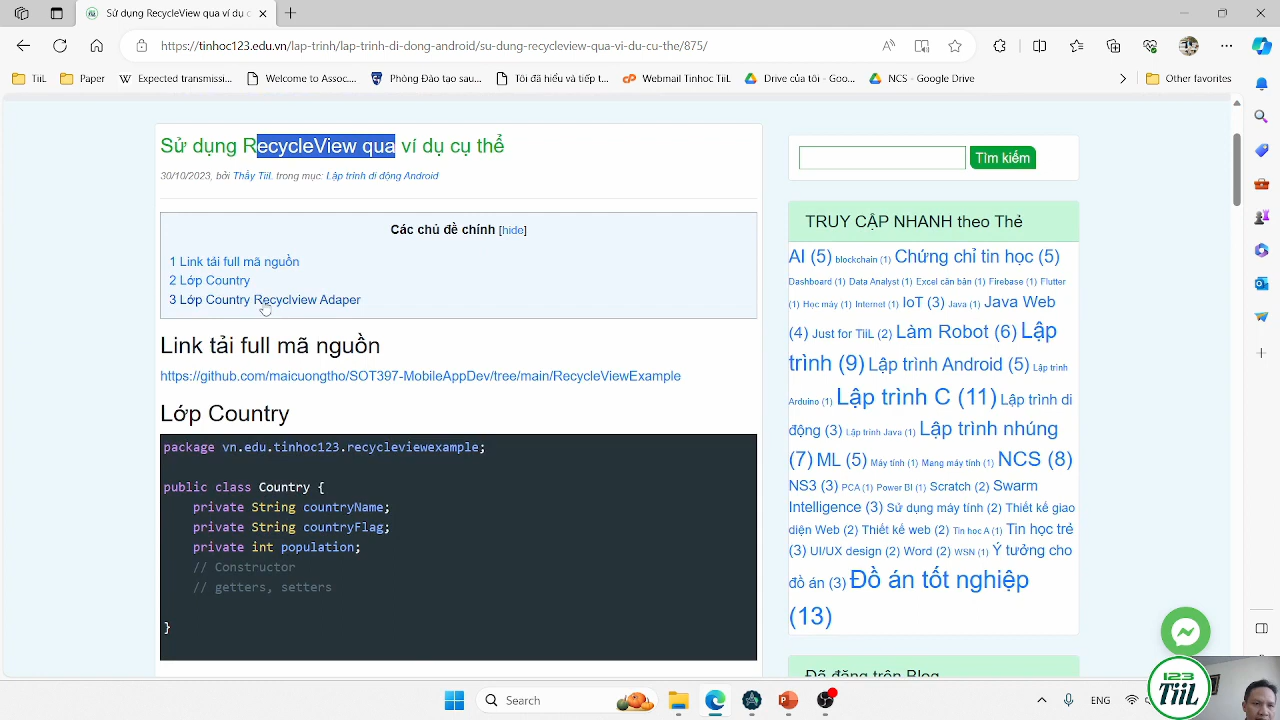 Sử dụng RecycleView qua ví dụ c
https://tinhoc123.edu.vn/lap-trinh/lap-trinh-di-dong-android/su-dung-recycleview-qua-vi-du-cu-the/875/
TiiL
Paper
Expected transmissi...
Welcome to Assoc...
Phòng Đào tạo sau...
Tôi đã hiểu và tiếp t...
Webmail Tinhoc TiiL
Drive của tôi - Goo...
NCS - Google Drive
Other favorites
Sử dụng RecycleView qua ví dụ cụ thể
30/10/2023, bởi Thầy TiiL trong mục: Lập trình di động Android
Các chủ đề chính [hide]
1 Link tải full mã nguồn
2 Lớp Country
3 Lớp Country Recyclview Adaper
Link tải full mã nguồn
https://github.com/maicuongtho/SOT397-MobileAppDev/tree/main/RecycleViewExample
Lớp Country
package vn.edu.tinhoc123.recycleviewexample;
public class Country {
private String countryName;
private String countryFlag;
private int population;
// Constructor
// getters, setters
}
Tìm kiếm
TRUY CẬP NHANH theo Thẻ
AI (5) blockchain (1) Chứng chỉ tin học (5)
Dashboard (1) Data Analyst (1) Excel căn bản (1) Firebase (1) Flutter
(1) Học máy (1) Internet (1) IoT (3) Java (1) Java Web
(4) Just for TiiL (2) Làm Robot (6) Lập
trình (9) Lập trình Android (5) Lập trình
Arduino (1) Lập trình C (11) Lập trình di
động (3) Lập trình Java (1) Lập trình nhúng
(7) ML (5) Máy tính (1) Mạng máy tính (1) NCS (8)
NS3 (3) PCA (1) Power BI (1) Scratch (2) Swarm
Intelligence (3) Sử dụng máy tính (2) Thiết kế giao
diện Web (2) Thiết kế web (2) Tin học A (1) Tin học trẻ
(3) UI/UX design (2) Word (2) WSN (1) Ý tưởng cho
đồ án (3) Đồ án tốt nghiệp
(13)
Đã đăng trên Blog
Search
ENG
123
TiiL